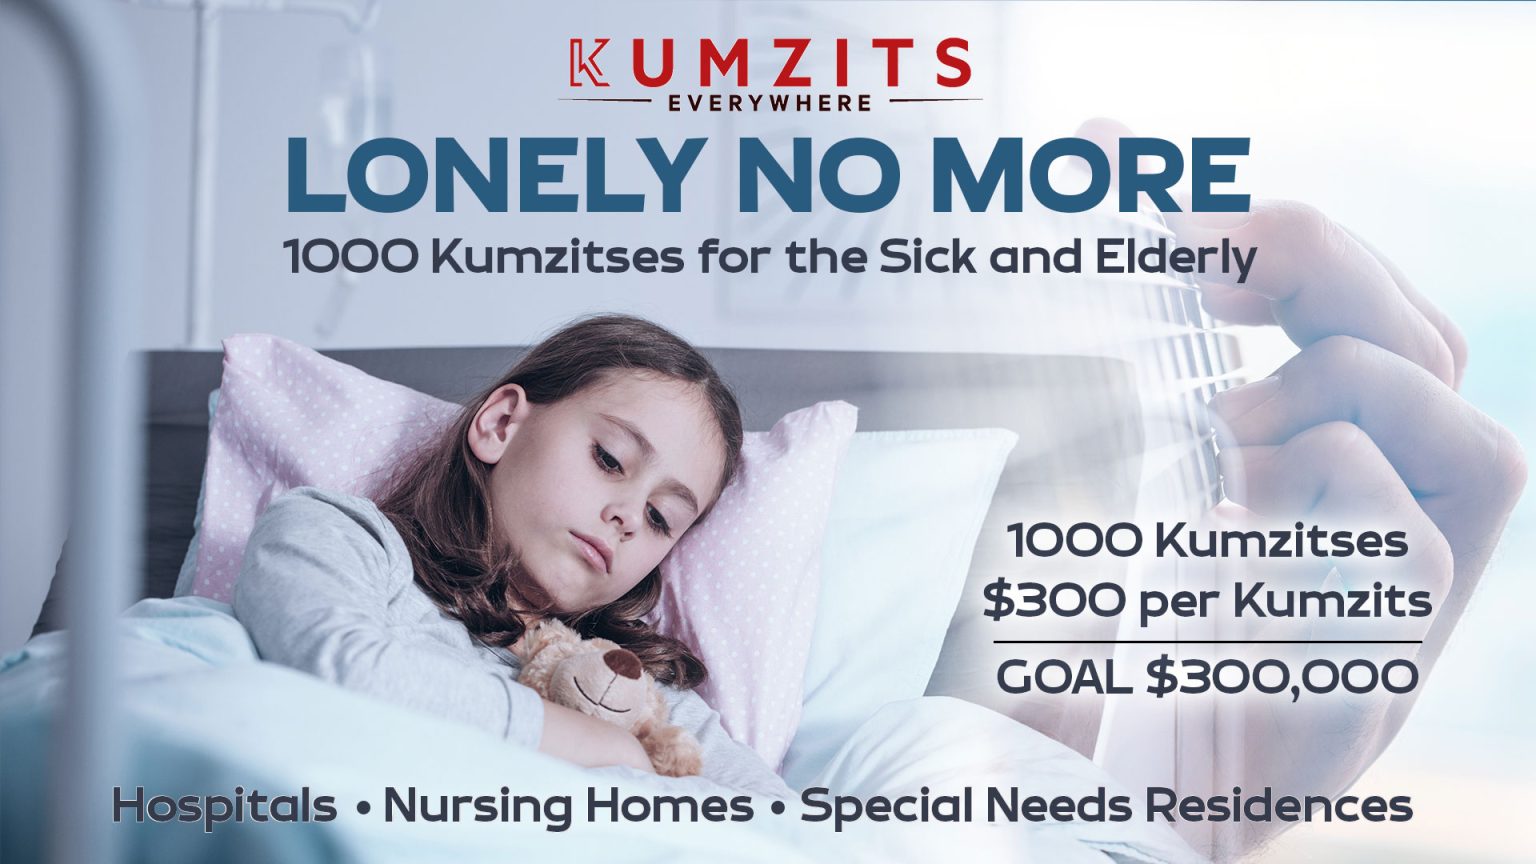 KUMZITS
EVERYWHERE
LONELY NO MORE
1000 Kumzitses for the Sick and Elderly
1000 Kumzitses
$300 per Kumzits
GOAL $300,000
Hospitals • Nursing Homes • Special Needs Residences